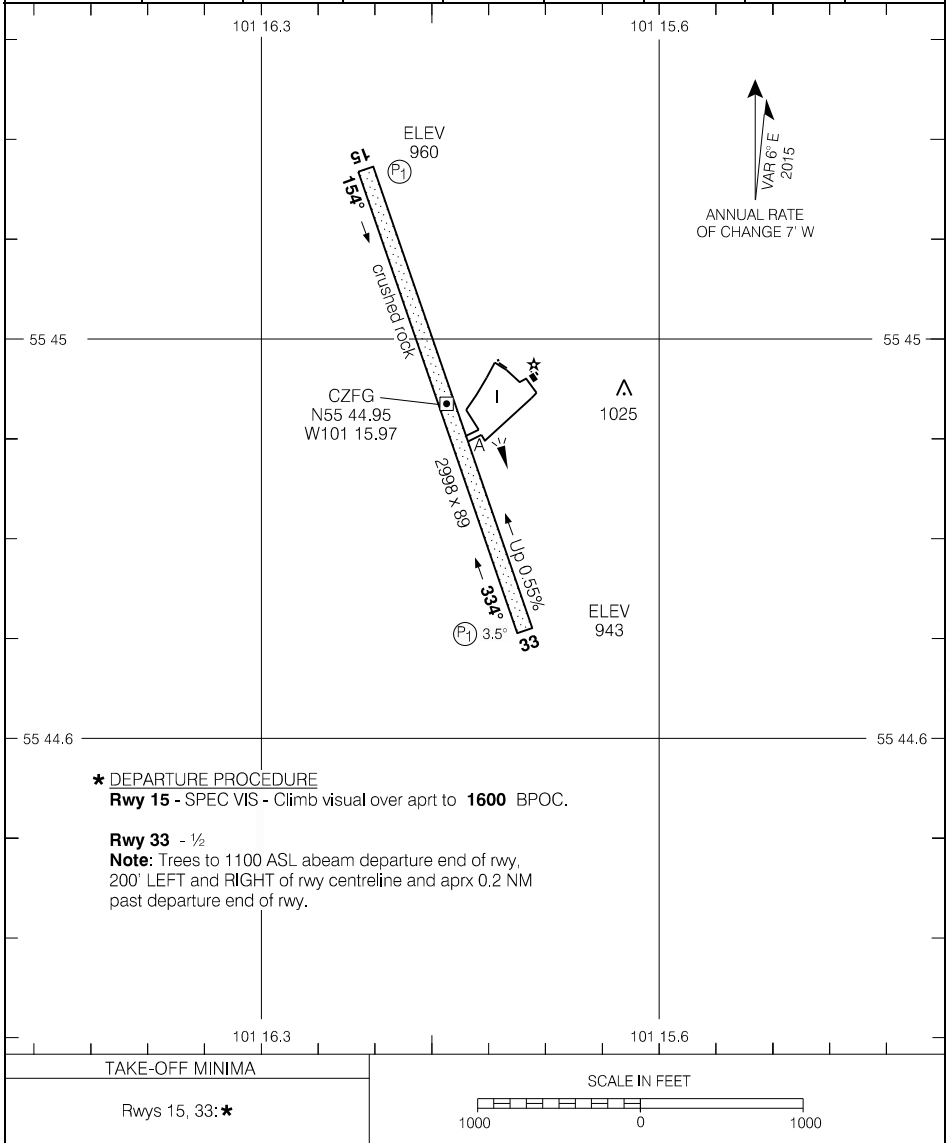 101 16.3
101 15.6
ELEV
960
15
P1
154°
VAR 6° E
2015
ANNUAL RATE
OF CHANGE 7' W
crushed rock
55 45
55 45
CZFG
N55 44.95
W101 15.97
I
1025
A
2998 x 89
Up 0.55%
334°
ELEV
943
P1 3.5°
33
55 44.6
55 44.6
* DEPARTURE PROCEDURE
Rwy 15 - SPEC VIS - Climb visual over aprt to 1600 BPOC.
Rwy 33 - ½
Note: Trees to 1100 ASL abeam departure end of rwy,
200' LEFT and RIGHT of rwy centreline and aprx 0.2 NM
past departure end of rwy.
101 16.3
101 15.6
TAKE-OFF MINIMA
SCALE IN FEET
Rwys 15, 33:*
1000
0
1000